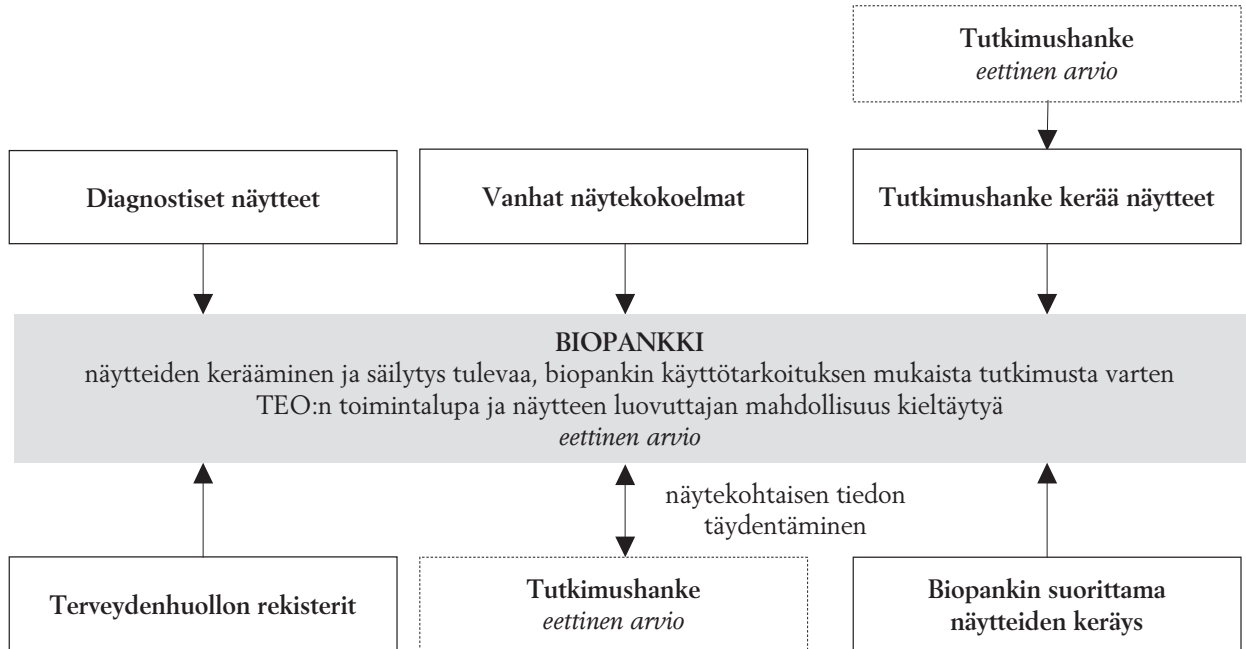 Tutkimushanke
eettinen arvio
Diagnostiset näytteet
Vanhat näytekokoelmat
Tutkimushanke kerää näytteet
BIOPANKKI
näytteiden kerääminen ja säilytys tulevaa, biopankin käyttötarkoituksen mukaista tutkimusta varten
TEO:n toimintalupa ja näytteen luovuttajan mahdollisuus kieltäytyä
eettinen arvio
näytekohtaisen tiedon
täydentäminen
Terveydenhuollon rekisterit
Tutkimushanke
eettinen arvio
Biopankin suorittama
näytteiden keräys